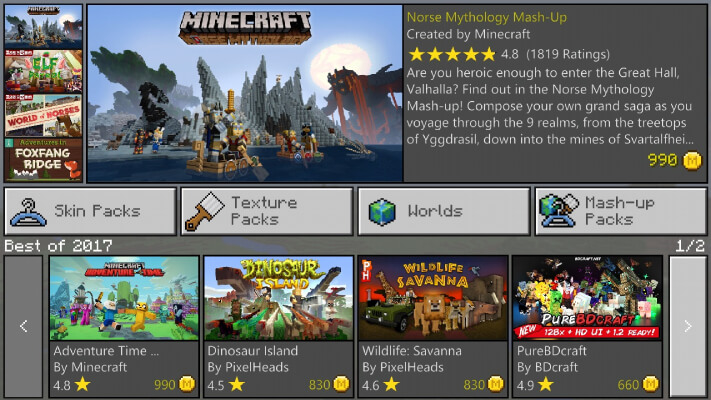 ELF
WORLD of HORSES
Adventures in
FOXFANG
RIDGE
MINECRAFT
NORSE MYTHOLOGY
Norse Mythology Mash-Up
Created by Minecraft
4.8 (1819 Ratings)
Are you heroic enough to enter the Great Hall,
Valhalla? Find out in the Norse Mythology
Mash-up! Compose your own grand saga as you
voyage through the 9 realms, from the treetops
of Yggdrasil, down into the mines of Svartalfhei...
990
Skin Packs
Texture
Packs
Worlds
Mash-up
Packs
Best of 2017
1/2
MINECRAFT
ADVENTURE TIME
Adventure Time ...
By Minecraft
4.8
990
DINOSAUR
ISLAND
Dinosaur Island
By PixelHeads
4.5
830
PH
WILDLIFE
SAVANNA
Wildlife: Savanna
By PixelHeads
4.6
830
BDCRAFT.NET
PUREBDCRAFT
NEW 128x + HD UI + 1.2 READY!
PureBDcraft
By BDcraft
4.9
660